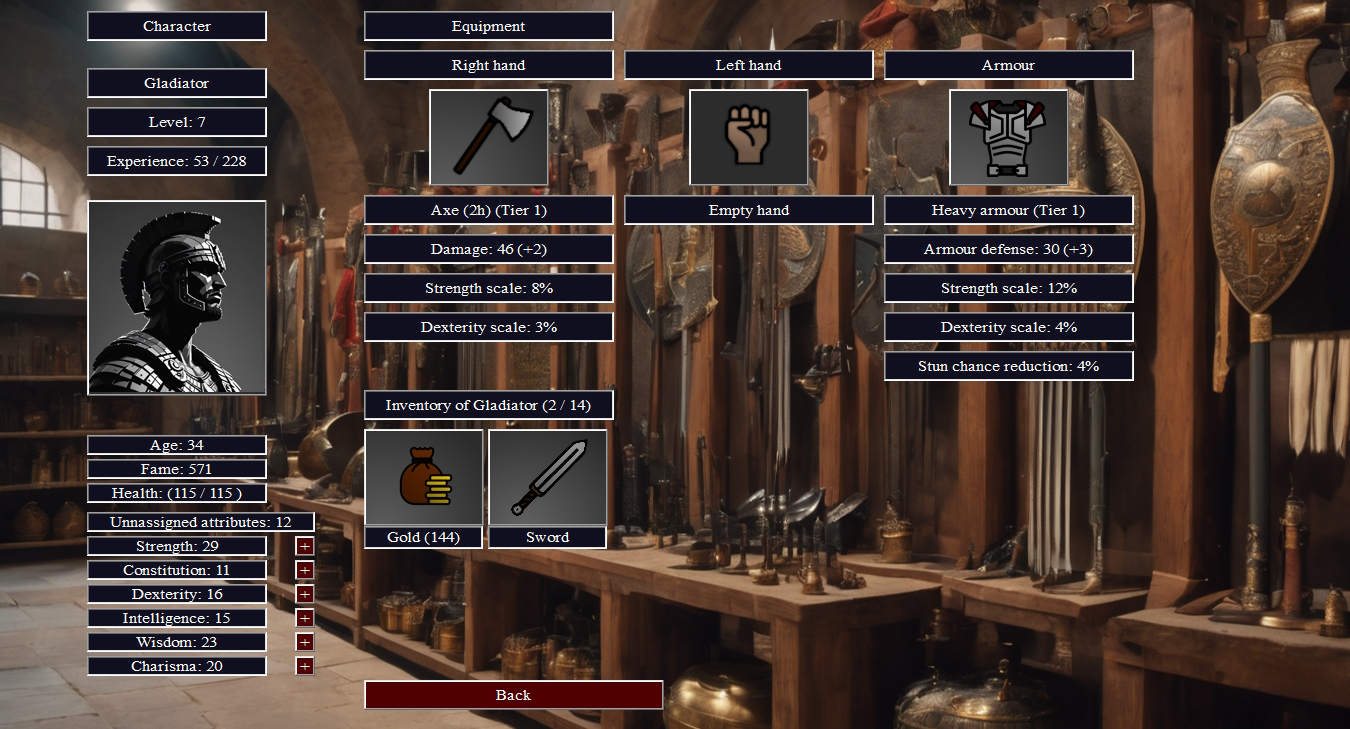 Character
Gladiator
Level: 7
Experience: 53 / 228
Age: 34
Fame: 571
Health: (115 / 115 )
Unnassigned attributes: 12
Strength: 29 +
Constitution: 11 +
Dexterity: 16 +
Intelligence: 15 +
Wisdom: 23 +
Charisma: 20 +
Equipment
Right hand
Axe (2h) (Tier 1)
Damage: 46 (+2)
Strength scale: 8%
Dexterity scale: 3%
Left hand
Empty hand
Armour
Heavy armour (Tier 1)
Armour defense: 30 (+3)
Strength scale: 12%
Dexterity scale: 4%
Stun chance reduction: 4%
Inventory of Gladiator (2 / 14)
Gold (144)
Sword
Back